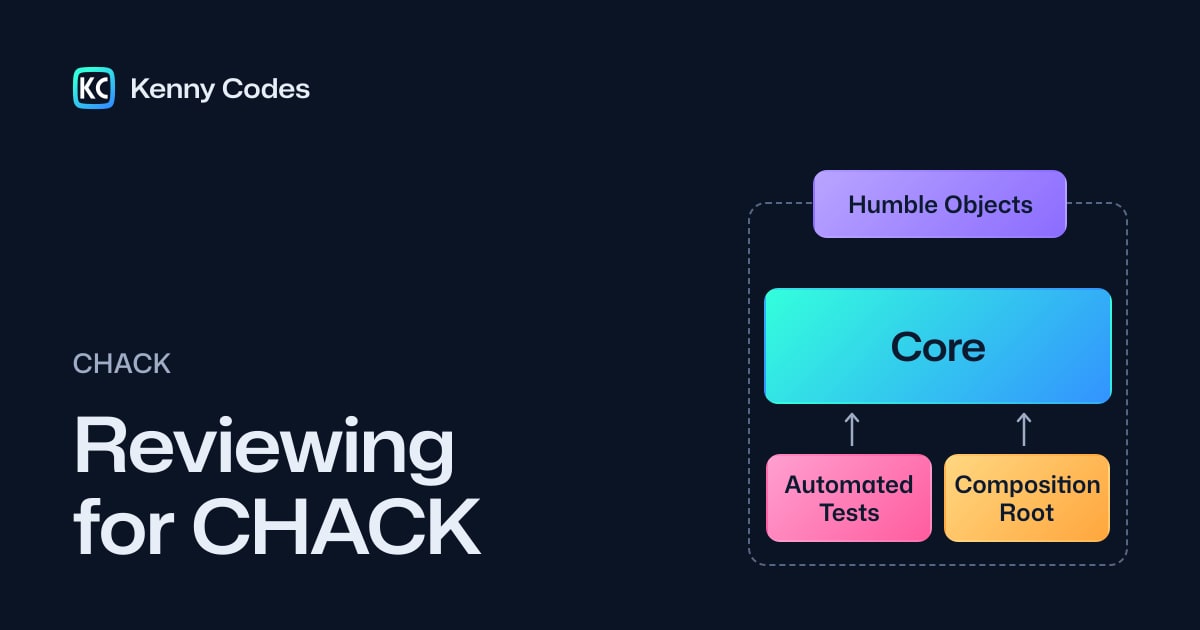 KC
Kenny Codes
CHACK
Reviewing
for CHACK
Humble Objects
Core
Automated
Tests
Composition
Root